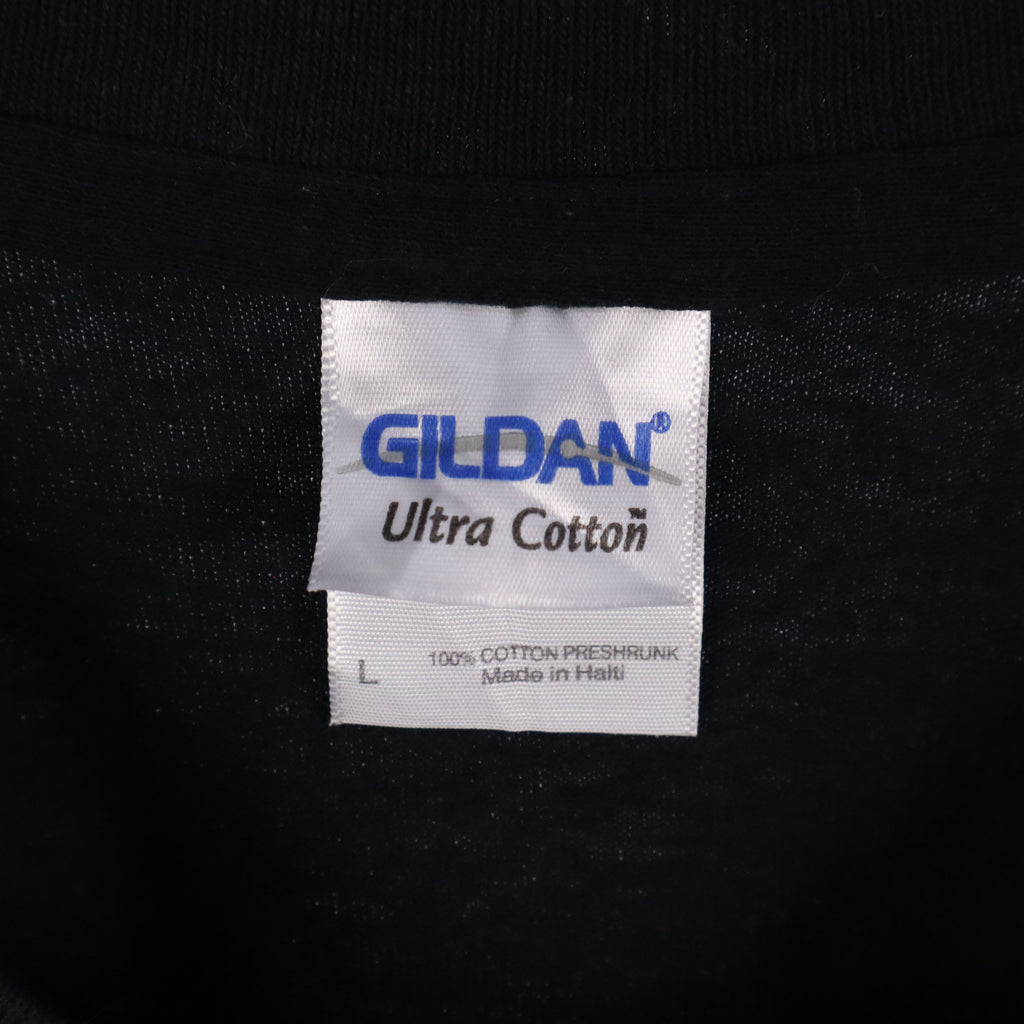 GILDAN®
Ultra Cotton™
L
100% COTTON PRESHRUNK
Made in Haiti